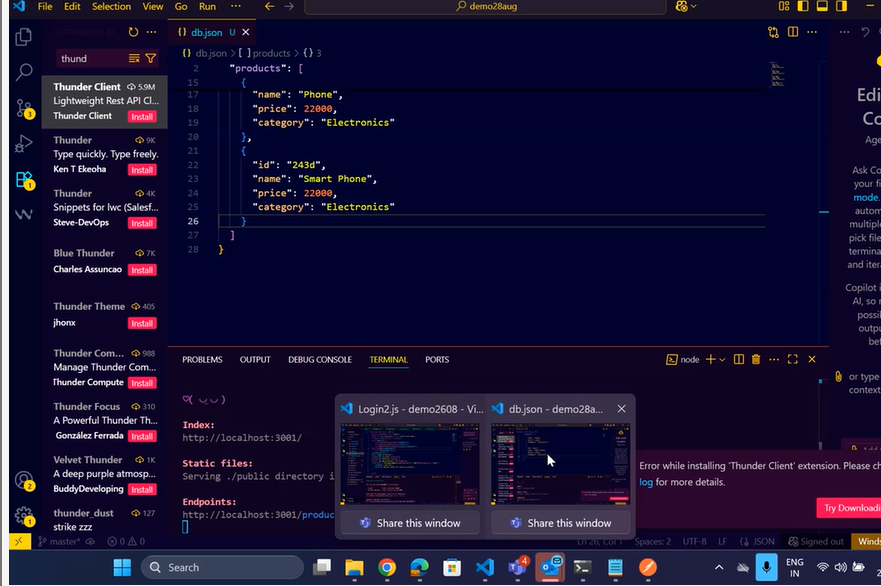 File Edit Selection View Go Run ··· demo28aug
thund
Thunder Client 5.9M
Lightweight Rest API Cl...
Thunder Client Install
Thunder 9K
Type quickly. Type freely.
Ken T Ekeoha Install
Thunder 4K
Snippets for lwc (Salesf...
Steve-DevOps Install
Blue Thunder 7K
Charles Assuncao Install
Thunder Theme 405
jhonx Install
Thunder Com... 988
Manage Thunder Com...
Thunder Compute Install
Thunder Focus 310
A Powerful Thunder Th...
González Ferrada Install
Velvet Thunder 1K
A deep purple atmosp...
BuddyDeveloping Install
thunder_dust 127
strike zzz
{} db.json U
{} db.json > [ ] products > {} 3
2 "products": [
15 {
17 "name": "Phone",
18 "price": 22000,
19 "category": "Electronics"
20 },
21 {
22 "id": "243d",
23 "name": "Smart Phone",
24 "price": 22000,
25 "category": "Electronics"
26 }
27 ]
28 }
PROBLEMS OUTPUT DEBUG CONSOLE TERMINAL PORTS node
Index:
http://localhost:3001/
Static files:
Serving ./public directory i
Endpoints:
http://localhost:3001/produc
Login2.js - demo2608 - Vi...
Share this window
db.json - demo28a...
Share this window
Edi
Co
Age
Ask Co
your fi
mode.
autom
multiple
pick file
termina
and itera
Copilot i
AI, so
possi
outpu
bef
or type
context
Error while installing 'Thunder Client' extension. Please ch
log for more details.
Try Downloadi
master* 0 0 Ln 26, Col 1 Spaces: 2 UTF-8 LF {} JSON Signed out Winds
Search
4
ENG
IN